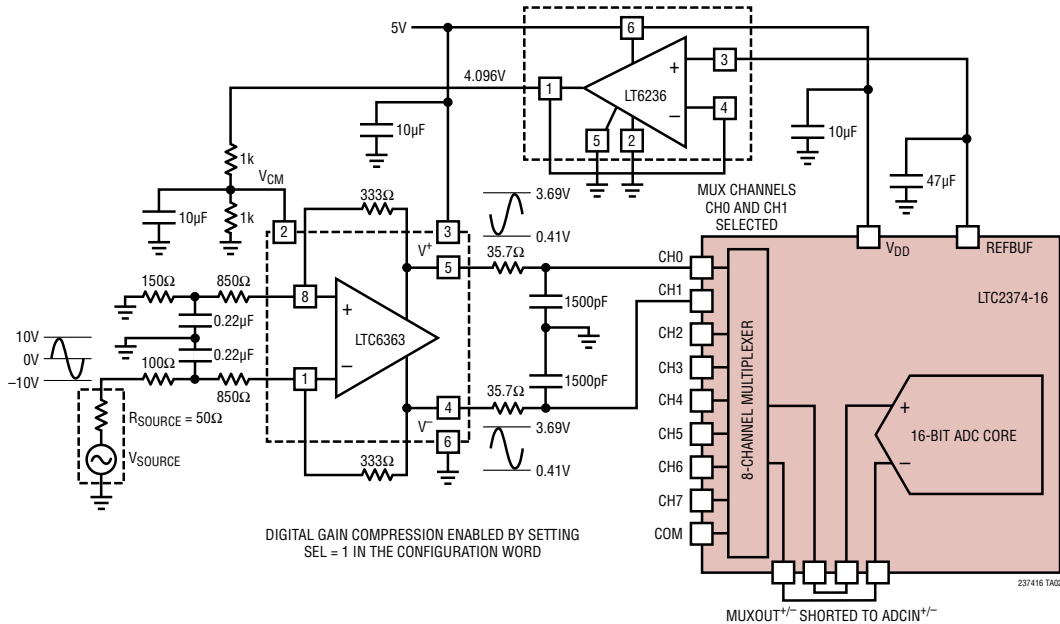 5V
6
3
4.096V
1
+
LT6236
4
−
10µF
5
2
10µF
47µF
1k
V_CM
333Ω
3.69V
0.41V
MUX CHANNELS
CH0 AND CH1
SELECTED
10µF
1k
2
3
V+
5
35.7Ω
V_DD
REFBUF
CH0
CH1
CH2
CH3
CH4
CH5
CH6
CH7
COM
8-CHANNEL MULTIPLEXER
LTC2374-16
150Ω
850Ω
8
+
0.22µF
LTC6363
1500pF
10V
0V
−10V
0.22µF
100Ω
850Ω
1
−
1500pF
35.7Ω
4
V−
6
3.69V
0.41V
R_SOURCE = 50Ω
V_SOURCE
333Ω
+
16-BIT ADC CORE
−
DIGITAL GAIN COMPRESSION ENABLED BY SETTING
SEL = 1 IN THE CONFIGURATION WORD
237416 TA02
MUXOUT+/− SHORTED TO ADCIN+/−